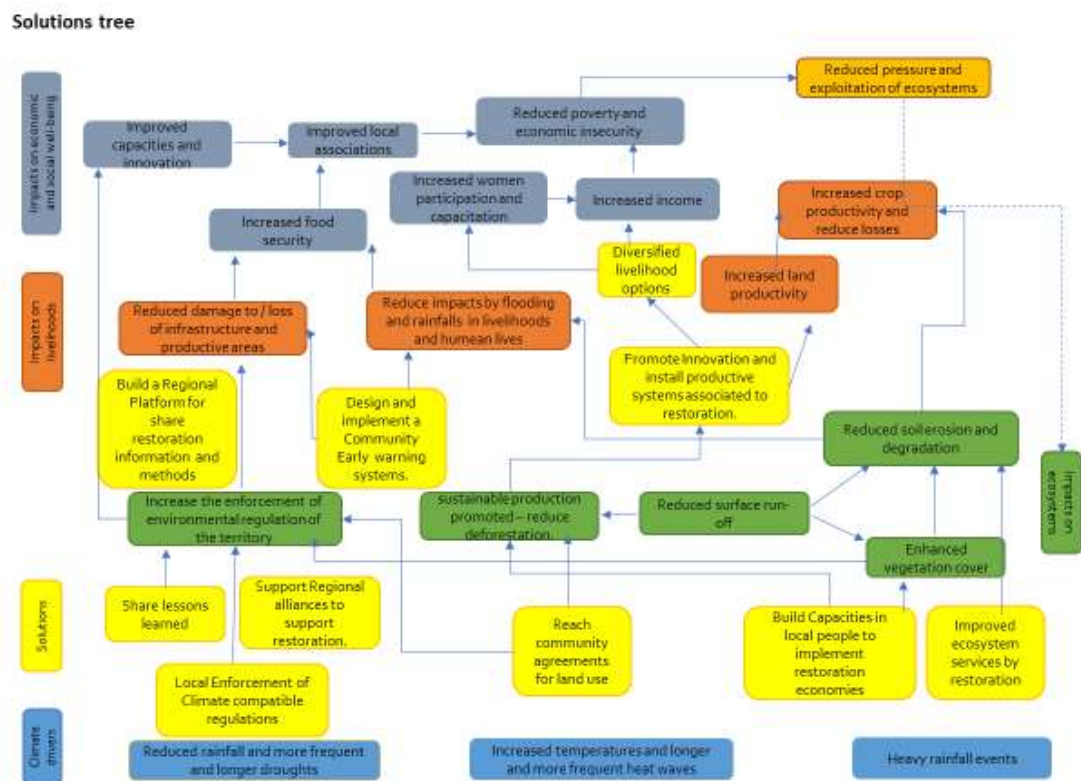 Solutions tree
Impacts on economic
and social well-being
Reduced pressure and
exploitation of ecosystems
Improved
capacities and
innovation
Improved local
associations
Reduced poverty and
economic insecurity
Increased women
participation and
capacitation
Increased income
Increased crop
productivity and
reduce losses
Increased food
security
Diversified
livelihood
options
Increased land
productivity
Impacts on
livelihoods
Reduced damage to / loss
of infrastructure and
productive areas
Reduce impacts by flooding
and rainfalls in livelihoods
and humean lives
Promote Innovation and
install productive
systems associated to
restoration.
Build a Regional
Platform for
share
restoration
information and
methods
Design and
implement a
Community
Early warning
systems.
Reduced soil erosion and
degradation
Impacts on
ecosystems
Increase the enforcement of
environmental regulation of
the territory
sustainable production
promoted – reduce
deforestation.
Reduced surface run-
off
Enhanced
vegetation cover
Solutions
Share lessons
learned
Support Regional
alliances to
support
restoration.
Reach
community
agreements
for land use
Build Capacities in
local people to
implement
restoration
economies
Improved
ecosystem
services by
restoration
Local Enforcement of
Climate compatible
regulations
Climate
drivers
Reduced rainfall and more frequent
and longer droughts
Increased temperatures and longer
and more frequent heat waves
Heavy rainfall events